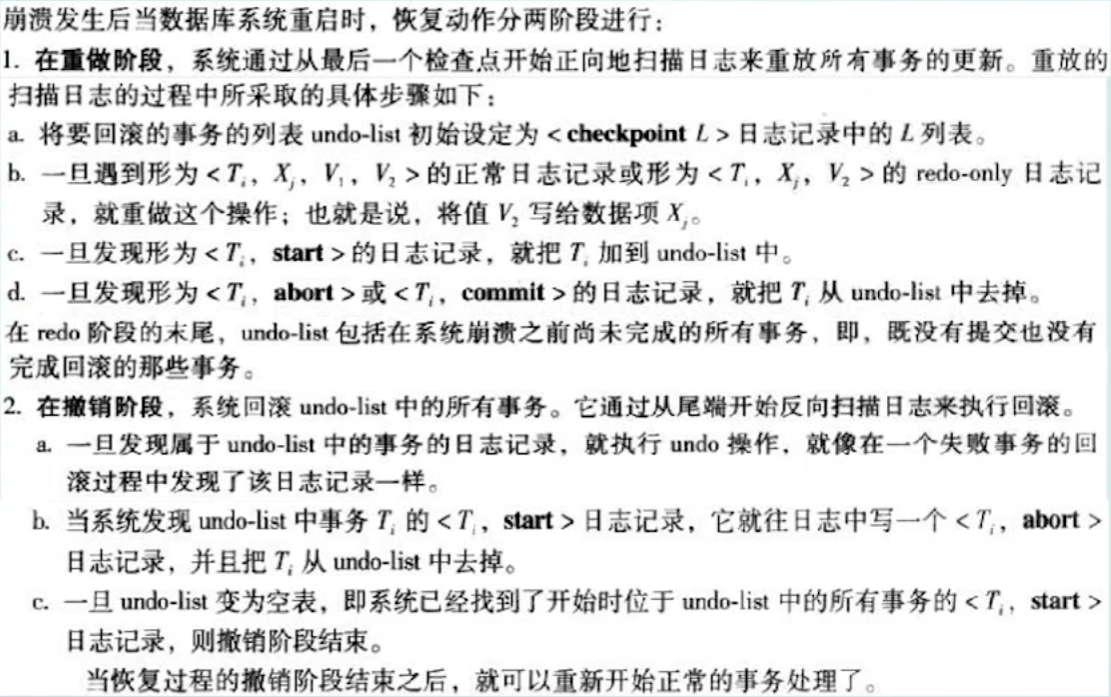 崩溃发生后当数据库系统重启时，恢复动作分两阶段进行：
1. 在重做阶段，系统通过从最后一个检查点开始正向地扫描日志来重放所有事务的更新。重放的
扫描日志的过程中所采取的具体步骤如下：
a. 将要回滚的事务的列表 undo-list 初始设定为 < checkpoint L > 日志记录中的 L 列表。
b. 一旦遇到形为 < Ti，Xj，V1，V2 > 的正常日志记录或形为 < Ti，Xj，V2 > 的 redo-only 日志记
录，就重做这个操作；也就是说，将值 V2 写给数据项 Xj。
c. 一旦发现形为 < Ti，start > 的日志记录，就把 Ti 加到 undo-list 中。
d. 一旦发现形为 < Ti，abort > 或 < Ti，commit > 的日志记录，就把 Ti 从 undo-list 中去掉。
在 redo 阶段的末尾，undo-list 包括在系统崩溃之前尚未完成的所有事务，即，既没有提交也没有
完成回滚的那些事务。
2. 在撤销阶段，系统回滚 undo-list 中的所有事务。它通过从尾端开始反向扫描日志来执行回滚。
a. 一旦发现属于 undo-list 中的事务的日志记录，就执行 undo 操作，就像在一个失败事务的回
滚过程中发现了该日志记录一样。
b. 当系统发现 undo-list 中事务 Ti 的 < Ti，start > 日志记录，它就往日志中写一个 < Ti，abort >
日志记录，并且把 Ti 从 undo-list 中去掉。
c. 一旦 undo-list 变为空表，即系统已经找到了开始时位于 undo-list 中的所有事务的 < Ti，start >
日志记录，则撤销阶段结束。
当恢复过程的撤销阶段结束之后，就可以重新开始正常的事务处理了。